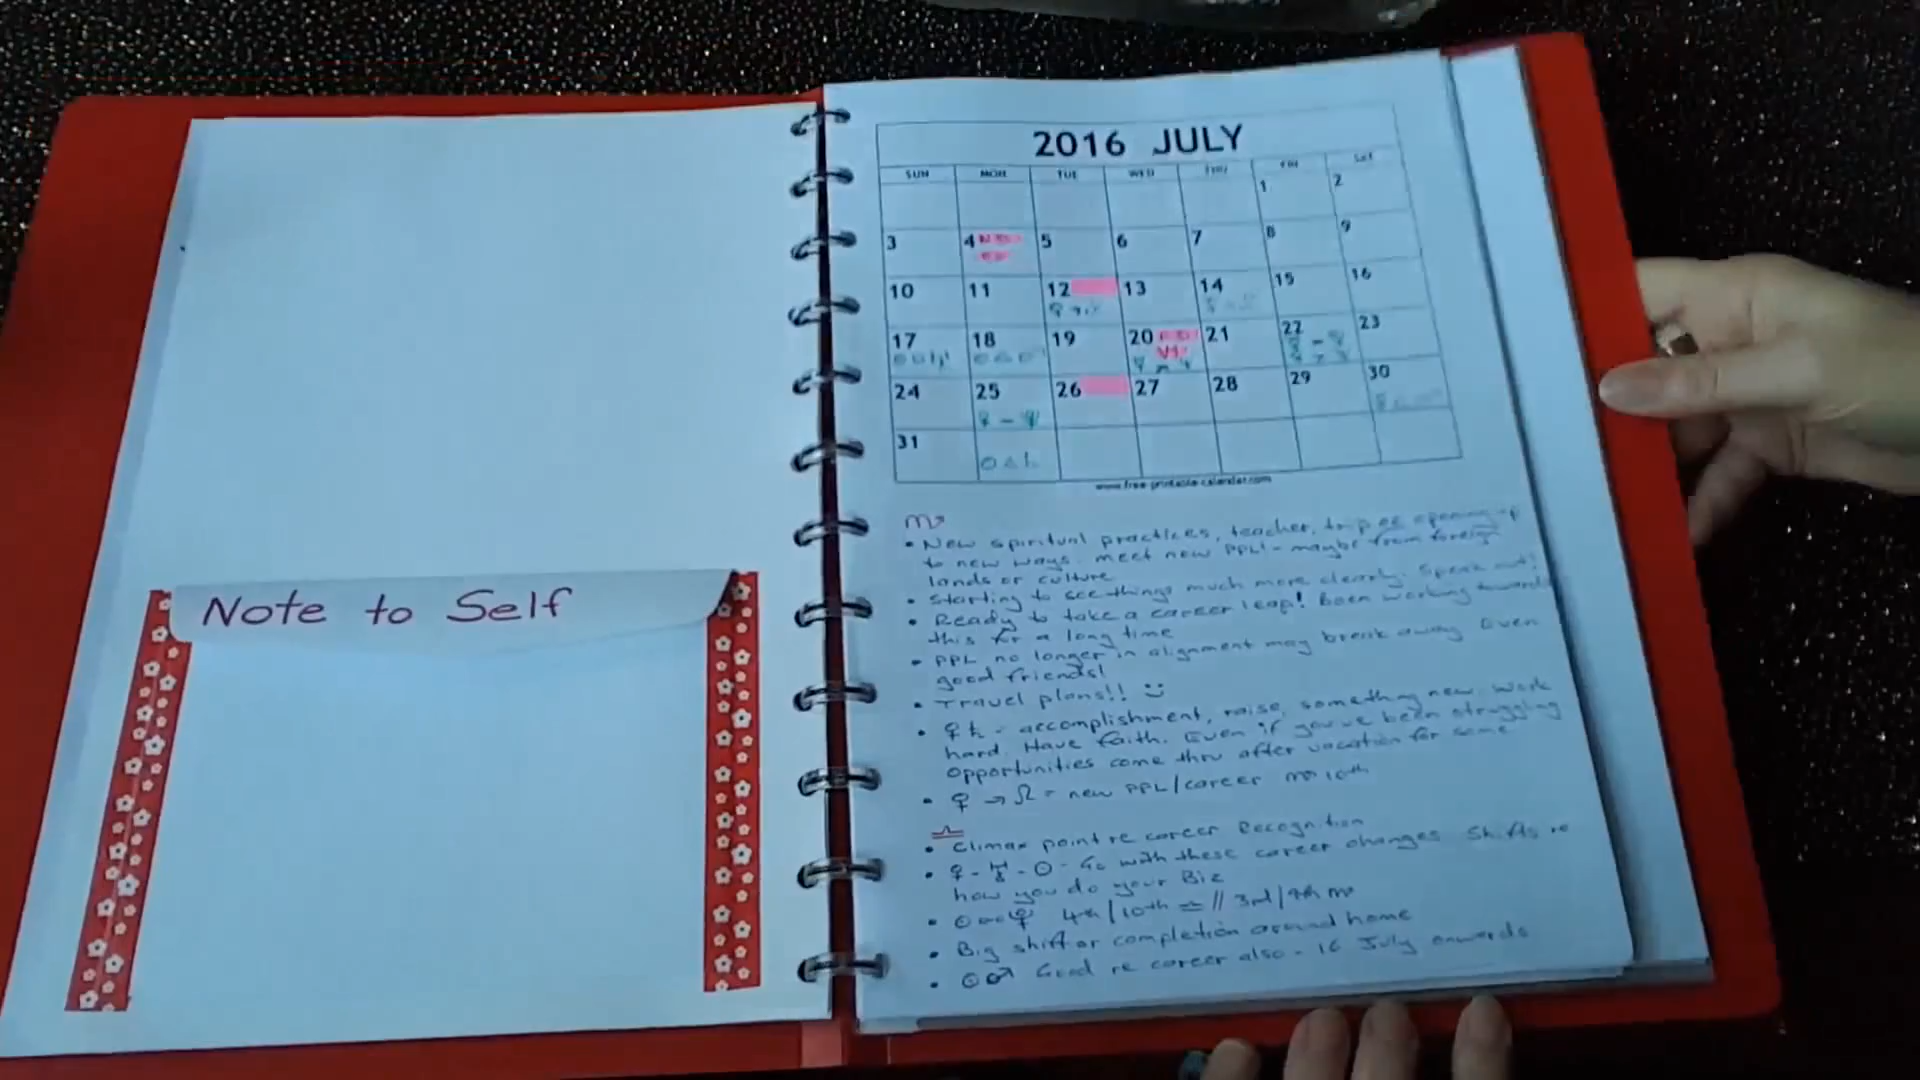 Note to Self
2016 JULY
SUN MON TUE WED THU FRI SAT
1 2
3 4 5 6 7 8 9
10 11 12 13 14 15 16
17 18 19 20 21 22 23
24 25 26 27 28 29 30
31
www.free-printable-calendar.com
♏
• New spiritual practices, teacher, trip or opening up
to new ways. meet new PPL! - maybe from foreign
lands or culture
• Starting to see things much more clearly. Speak out!
• Ready to take a career leap! Been working towards
this for a long time
• PPL no longer in alignment may break away. Even
good friends!
• Travel plans!! :)
• ♀ ♄ - accomplishment, raise, something new. Work
hard. Have faith. Even if you've been struggling
Opportunities come thru after vacation for some
• ♀ → ♌ = new PPL/career 10th
♎
• Climax point re career Recognition
• ♀ - ♅ - ☉ - Go with these career changes Shifts re
how you do your Biz
• 4th/10th ♎ // 3rd/9th
• Big shift or completion around home
• ☉ ♂ Good re career also - 16 July onwards